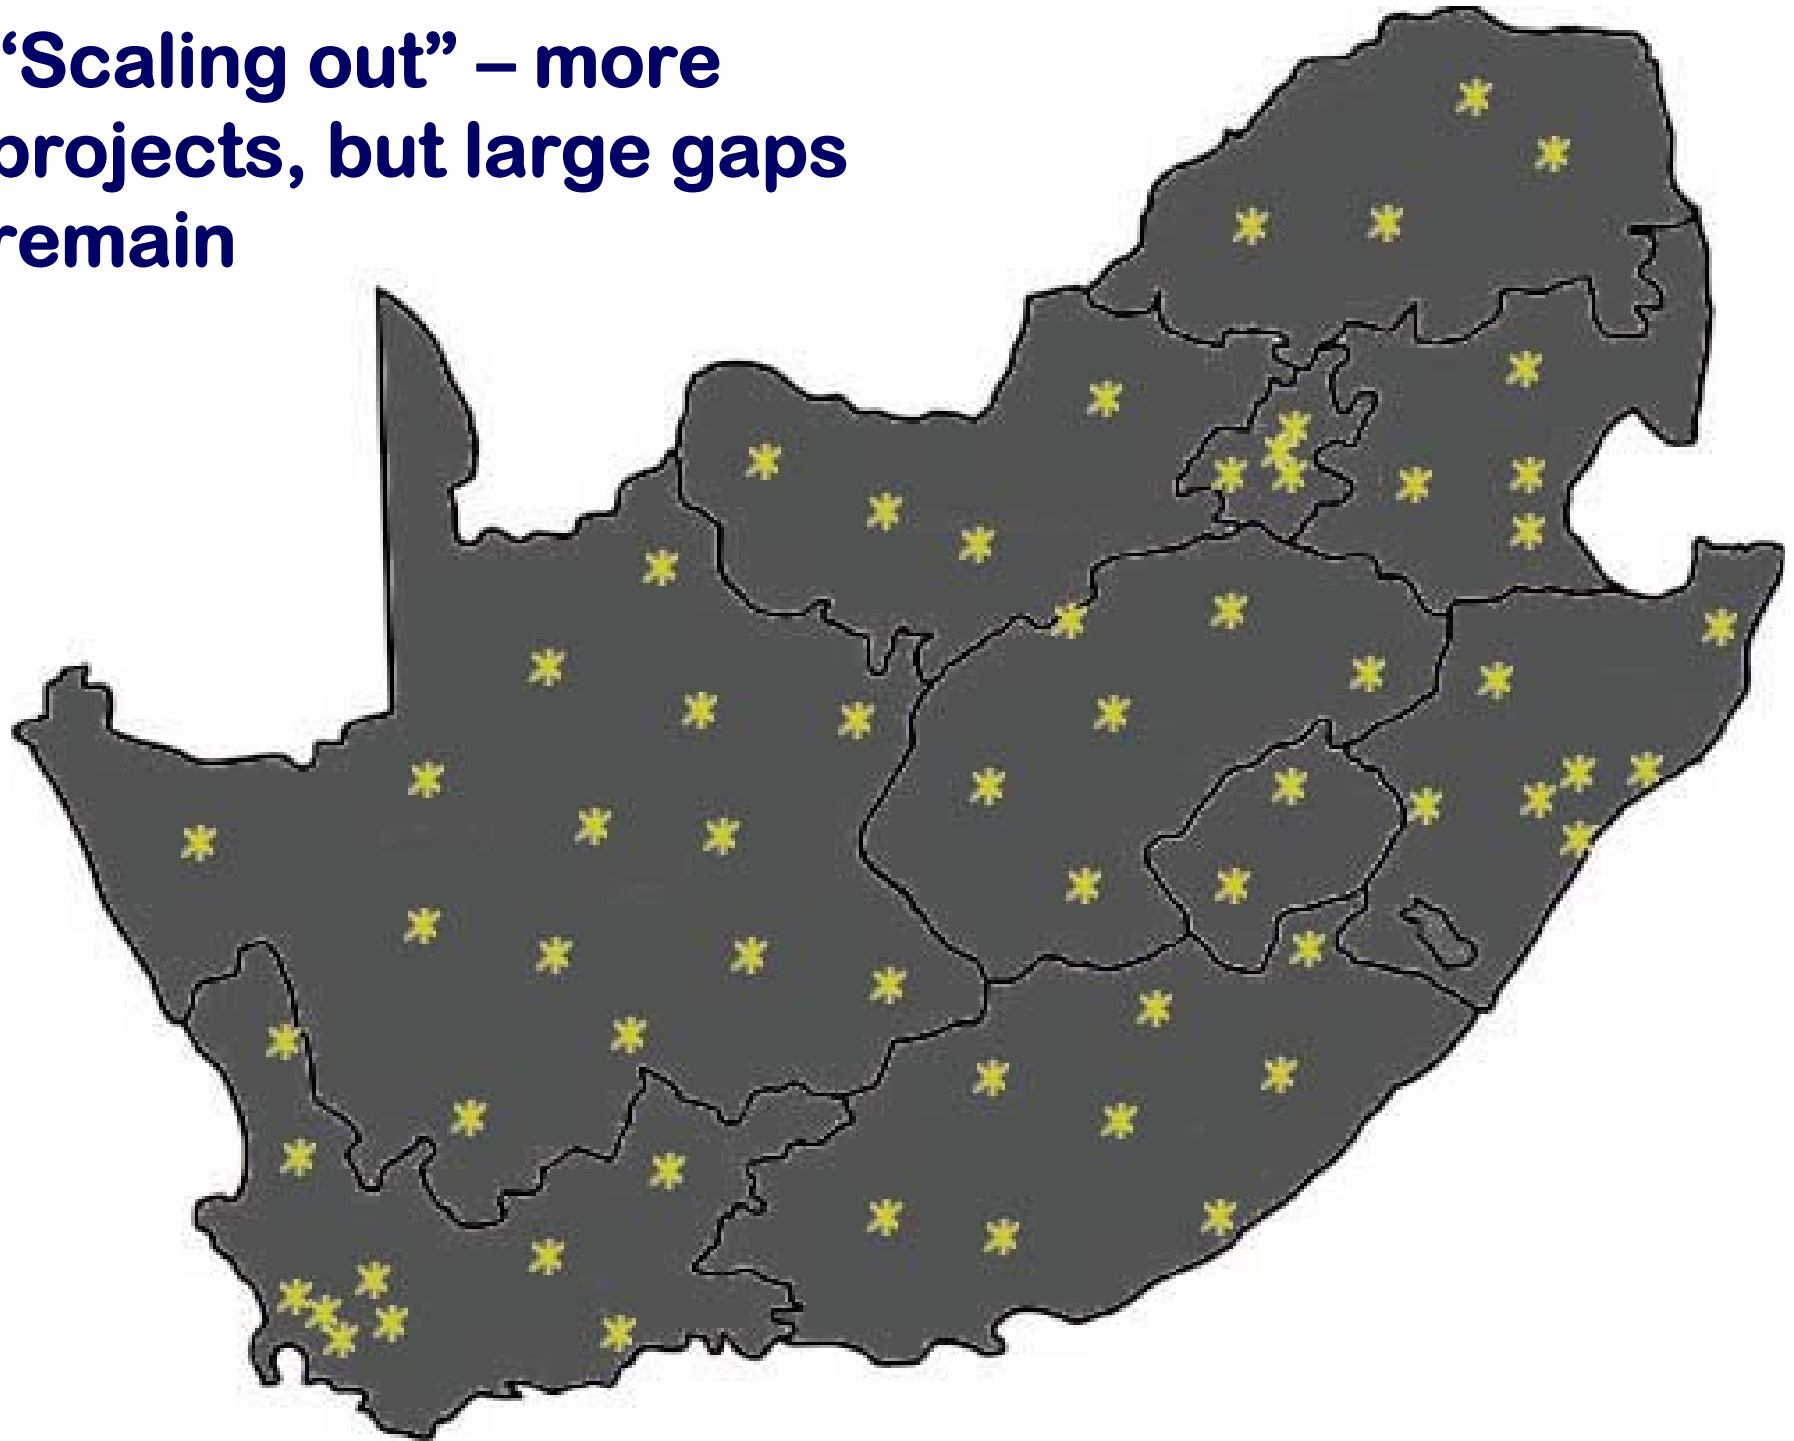 “Scaling out” – more
projects, but large gaps
remain